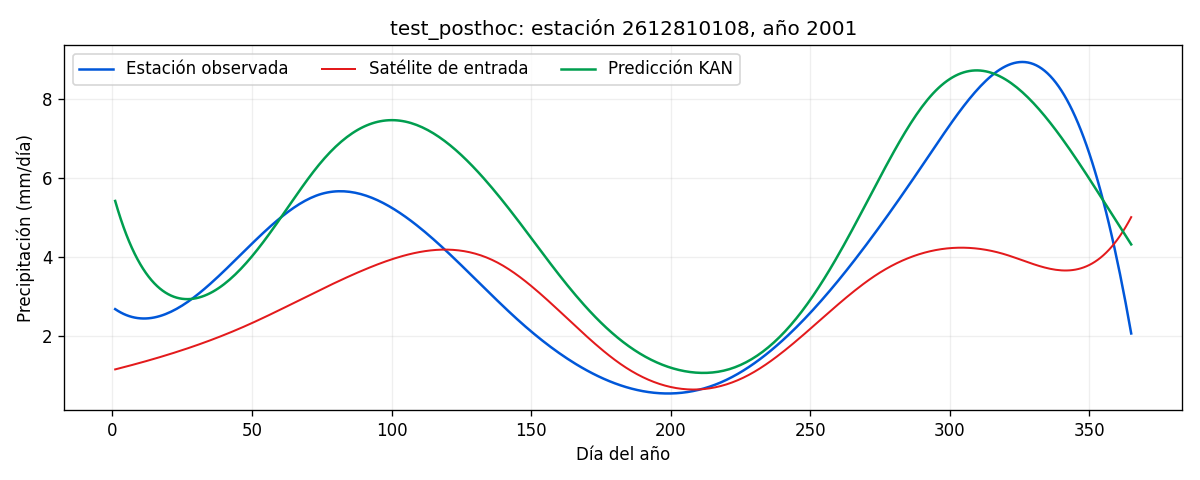 test_posthoc: estación 2612810108, año 2001
Estación observada
Satélite de entrada
Predicción KAN
Precipitación (mm/día)
8
6
4
2
0 50 100 150 200 250 300 350
Día del año